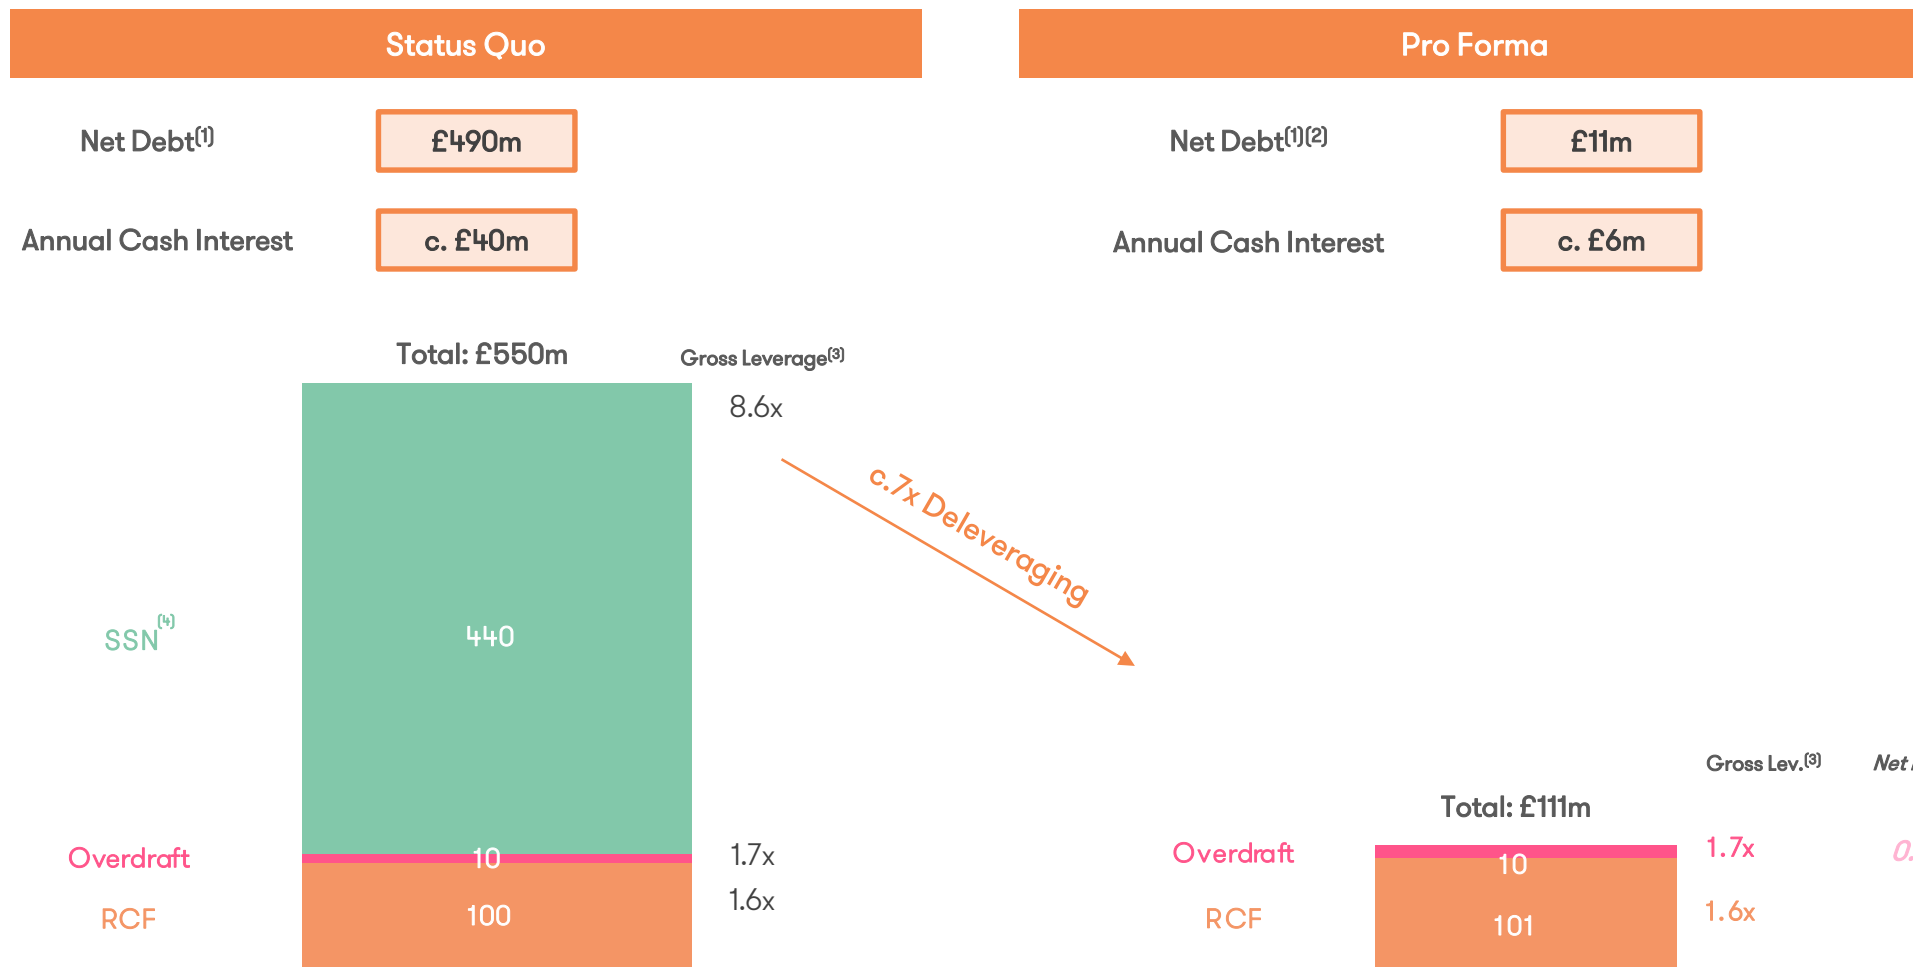 Status Quo
Pro Forma
Net Debt(1)
£490m
Net Debt(1)(2)
£11m
Annual Cash Interest
c. £40m
Annual Cash Interest
c. £6m
Total: £550m
Gross Leverage(3)
8.6x
c.7x Deleveraging
SSN(4)
440
Gross Lev.(3)
Net
Total: £111m
Overdraft
10
1.7x
Overdraft
10
1.7x
0.
RCF
100
1.6x
RCF
101
1.6x